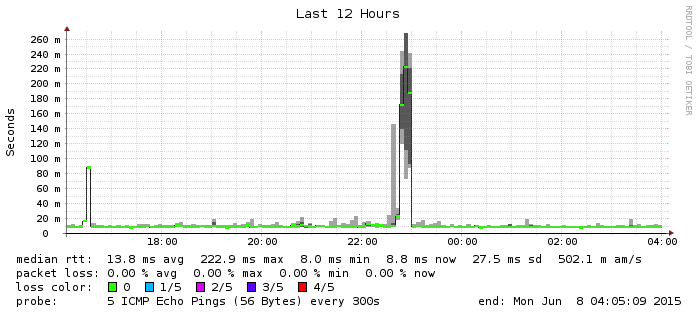 Last 12 Hours
RRDTOOL / TOBI OETIKER
Seconds
260 m
240 m
220 m
200 m
180 m
160 m
140 m
120 m
100 m
80 m
60 m
40 m
20 m
0
18:00 20:00 22:00 00:00 02:00 04:00
median rtt: 13.8 ms avg 222.9 ms max 8.0 ms min 8.8 ms now 27.5 ms sd 502.1 m am/s
packet loss: 0.00 % avg 0.00 % max 0.00 % min 0.00 % now
loss color: 0 1/5 2/5 3/5 4/5
probe: 5 ICMP Echo Pings (56 Bytes) every 300s end: Mon Jun 8 04:05:09 2015